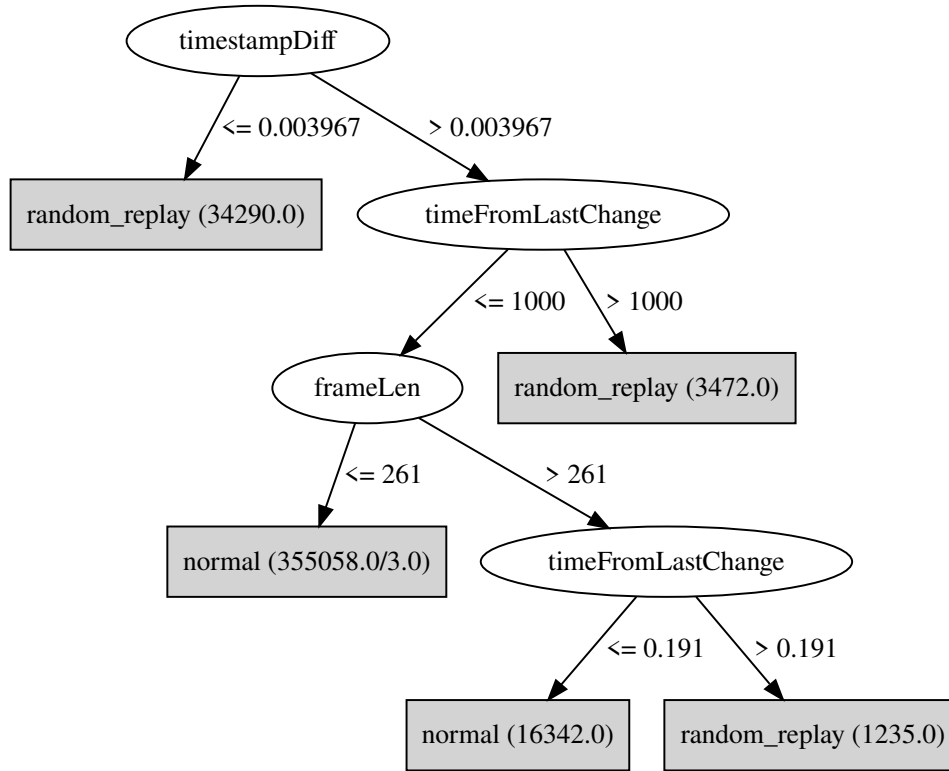 timestampDiff
<= 0.003967
> 0.003967
random_replay (34290.0)
timeFromLastChange
<= 1000
> 1000
frameLen
random_replay (3472.0)
<= 261
> 261
normal (355058.0/3.0)
timeFromLastChange
<= 0.191
> 0.191
normal (16342.0)
random_replay (1235.0)